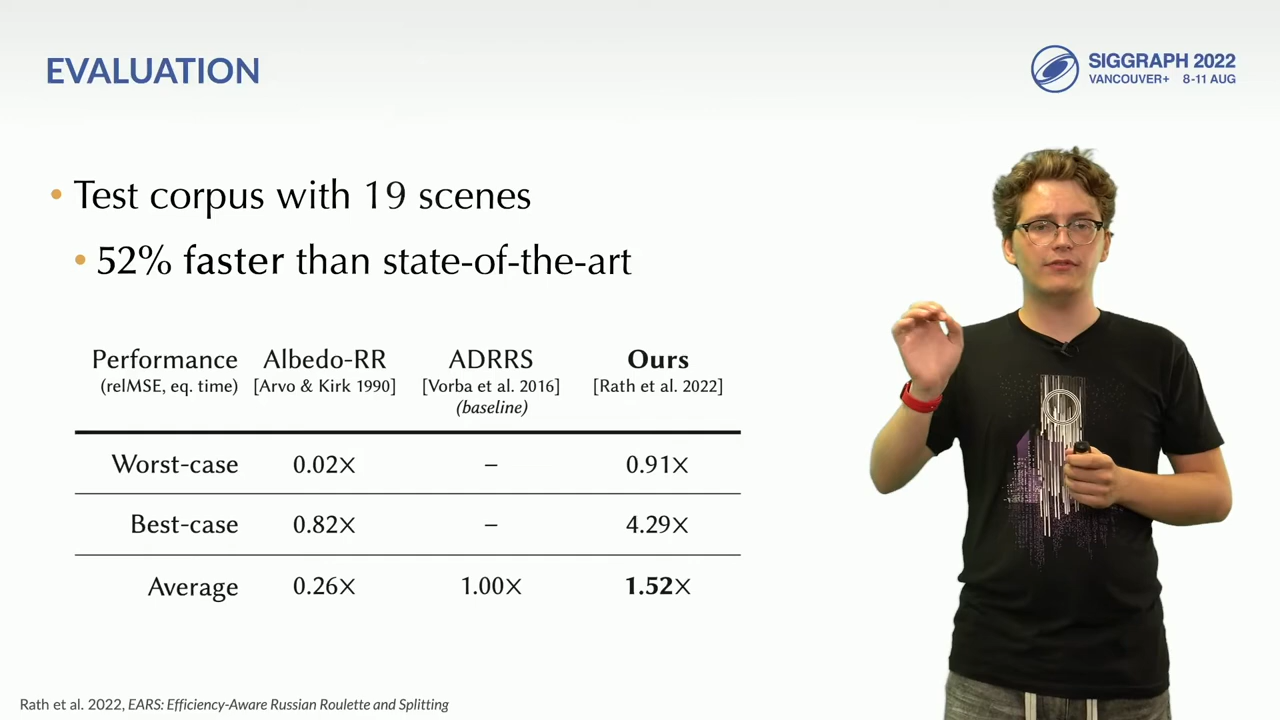 EVALUATION
SIGGRAPH 2022
VANCOUVER+ 8-11 AUG
• Test corpus with 19 scenes
• 52% faster than state-of-the-art
Performance Albedo-RR ADRRS Ours
(relMSE, eq. time) [Arvo & Kirk 1990] [Vorba et al. 2016] [Rath et al. 2022]
(baseline)
Worst-case 0.02× – 0.91×
Best-case 0.82× – 4.29×
Average 0.26× 1.00× 1.52×
Rath et al. 2022, EARS: Efficiency-Aware Russian Roulette and Splitting